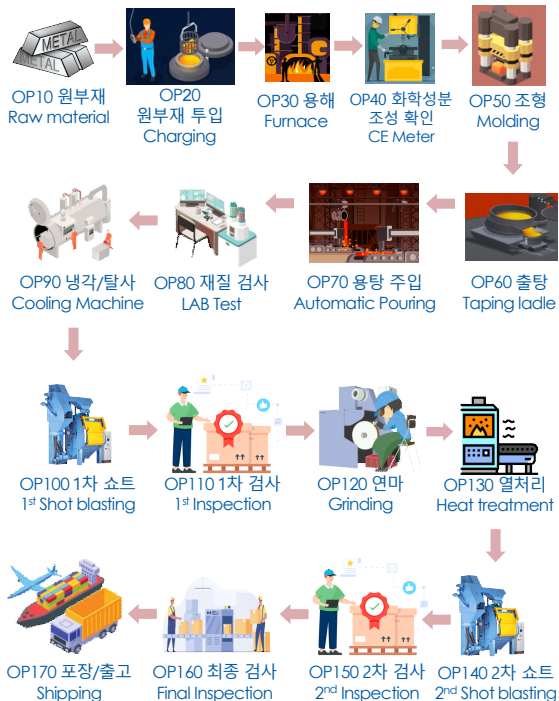 METAL
METAL
METAL
OP10 원부재
Raw material
OP20
원부재 투입
Charging
OP30 용해
Furnace
OP40 화학성분
조성 확인
CE Meter
OP50 조형
Molding
OP90 냉각/탈사
Cooling Machine
OP80 재질 검사
LAB Test
OP70 용탕 주입
Automatic Pouring
OP60 출탕
Taping ladle
OP100 1차 쇼트
1st Shot blasting
OP110 1차 검사
1st Inspection
OP120 연마
Grinding
OP130 열처리
Heat treatment
OP170 포장/출고
Shipping
OP160 최종 검사
Final Inspection
OP150 2차 검사
2nd Inspection
OP140 2차 쇼트
2nd Shot blasting